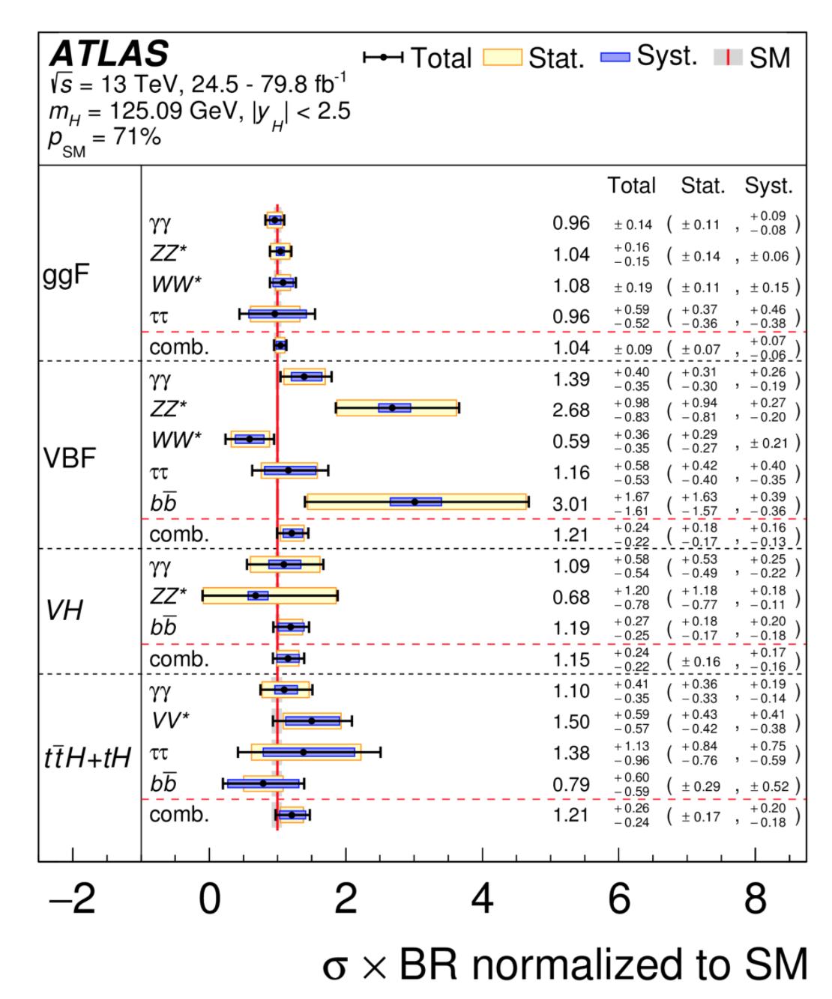 ATLAS
Total Stat. Syst. SM
√s = 13 TeV, 24.5 - 79.8 fb-1
mH = 125.09 GeV, |yH| < 2.5
pSM = 71%
Total Stat. Syst.
ggF
γγ 0.96 ± 0.14 ( ± 0.11 , + 0.09 − 0.08 )
ZZ* 1.04 + 0.16 − 0.15 ( ± 0.14 , ± 0.06 )
WW* 1.08 ± 0.19 ( ± 0.11 , ± 0.15 )
ττ 0.96 + 0.59 − 0.52 ( + 0.37 − 0.36 , + 0.46 − 0.38 )
comb. 1.04 ± 0.09 ( ± 0.07 , + 0.07 − 0.06 )
VBF
γγ 1.39 + 0.40 − 0.35 ( + 0.31 − 0.30 , + 0.26 − 0.19 )
ZZ* 2.68 + 0.98 − 0.83 ( + 0.94 − 0.81 , + 0.27 − 0.20 )
WW* 0.59 + 0.36 − 0.35 ( + 0.29 − 0.27 , ± 0.21 )
ττ 1.16 + 0.58 − 0.53 ( + 0.42 − 0.40 , + 0.40 − 0.35 )
bb̅ 3.01 + 1.67 − 1.61 ( + 1.63 − 1.57 , + 0.39 − 0.36 )
comb. 1.21 + 0.24 − 0.22 ( + 0.18 − 0.17 , + 0.16 − 0.13 )
VH
γγ 1.09 + 0.58 − 0.54 ( + 0.53 − 0.49 , + 0.25 − 0.22 )
ZZ* 0.68 + 1.20 − 0.78 ( + 1.18 − 0.77 , + 0.18 − 0.11 )
bb̅ 1.19 + 0.27 − 0.25 ( + 0.18 − 0.17 , + 0.20 − 0.18 )
comb. 1.15 + 0.24 − 0.22 ( ± 0.16 , + 0.17 − 0.16 )
tt̅H+tH
γγ 1.10 + 0.41 − 0.35 ( + 0.36 − 0.33 , + 0.19 − 0.14 )
VV* 1.50 + 0.59 − 0.57 ( + 0.43 − 0.42 , + 0.41 − 0.38 )
ττ 1.38 + 1.13 − 0.96 ( + 0.84 − 0.76 , + 0.75 − 0.59 )
bb̅ 0.79 + 0.60 − 0.59 ( ± 0.29 , ± 0.52 )
comb. 1.21 + 0.26 − 0.24 ( ± 0.17 , + 0.20 − 0.18 )
−2 0 2 4 6 8
σ × BR normalized to SM